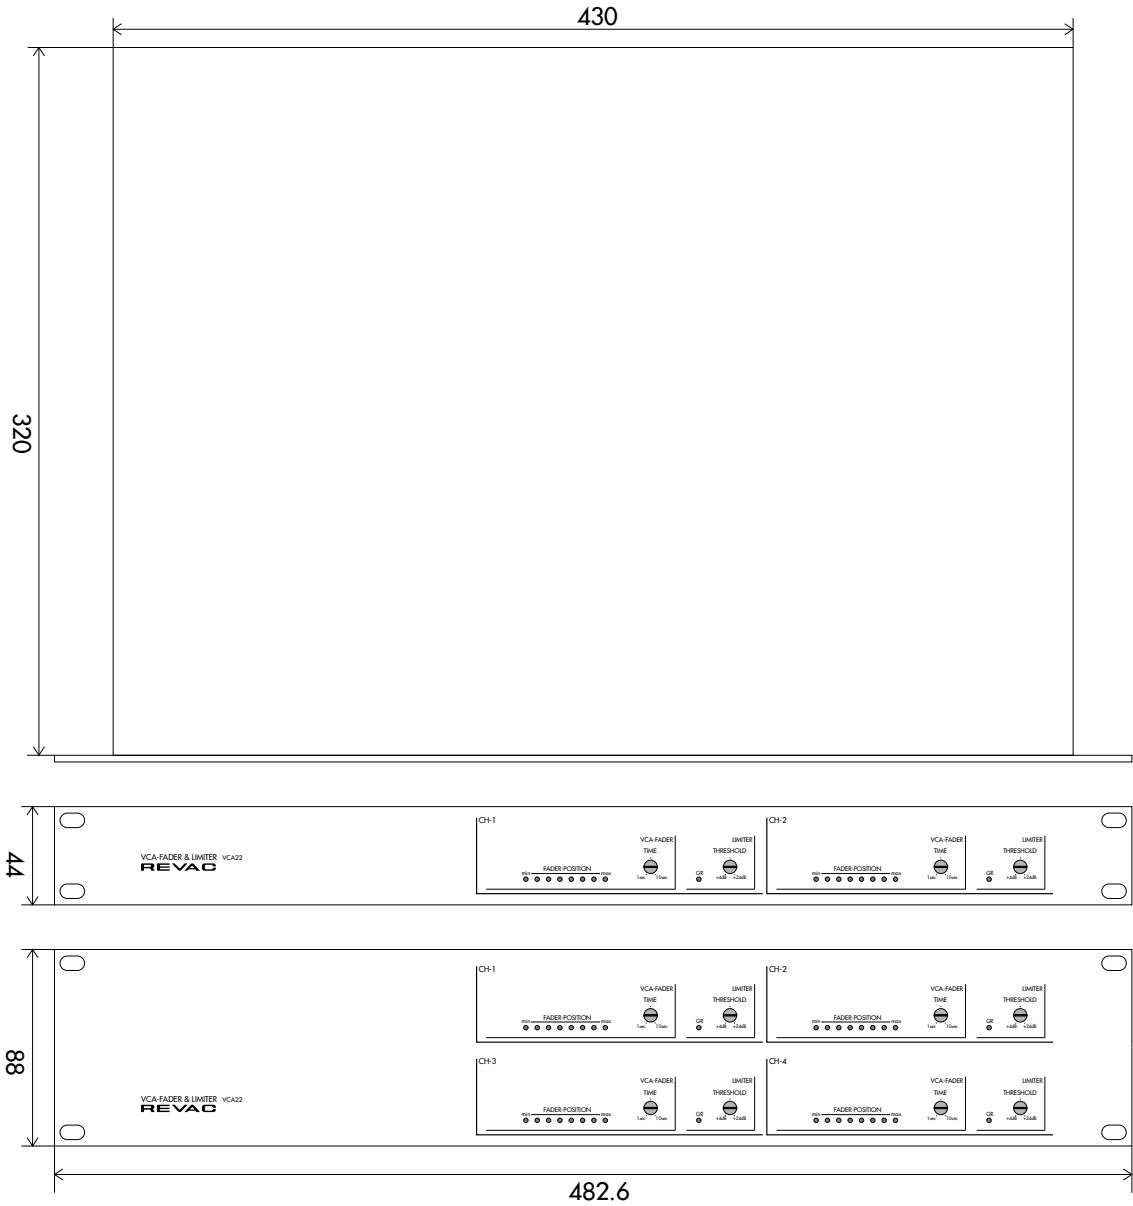 430
320
44
CH-1
CH-2
VCA-FADER LIMITER VCA-FADER LIMITER
TIME THRESHOLD TIME THRESHOLD
VCA-FADER & LIMITER VCA22
REVAC
min FADER-POSITION max 1sec 10sec GR +4dB +24dB min FADER-POSITION max 1sec 10sec GR +4dB +24dB
88
CH-1
CH-2
VCA-FADER LIMITER VCA-FADER LIMITER
TIME THRESHOLD TIME THRESHOLD
min FADER-POSITION max 1sec 10sec GR +4dB +24dB min FADER-POSITION max 1sec 10sec GR +4dB +24dB
CH-3
CH-4
VCA-FADER LIMITER VCA-FADER LIMITER
TIME THRESHOLD TIME THRESHOLD
VCA-FADER & LIMITER VCA22
REVAC
min FADER-POSITION max 1sec 10sec GR +4dB +24dB min FADER-POSITION max 1sec 10sec GR +4dB +24dB
482.6